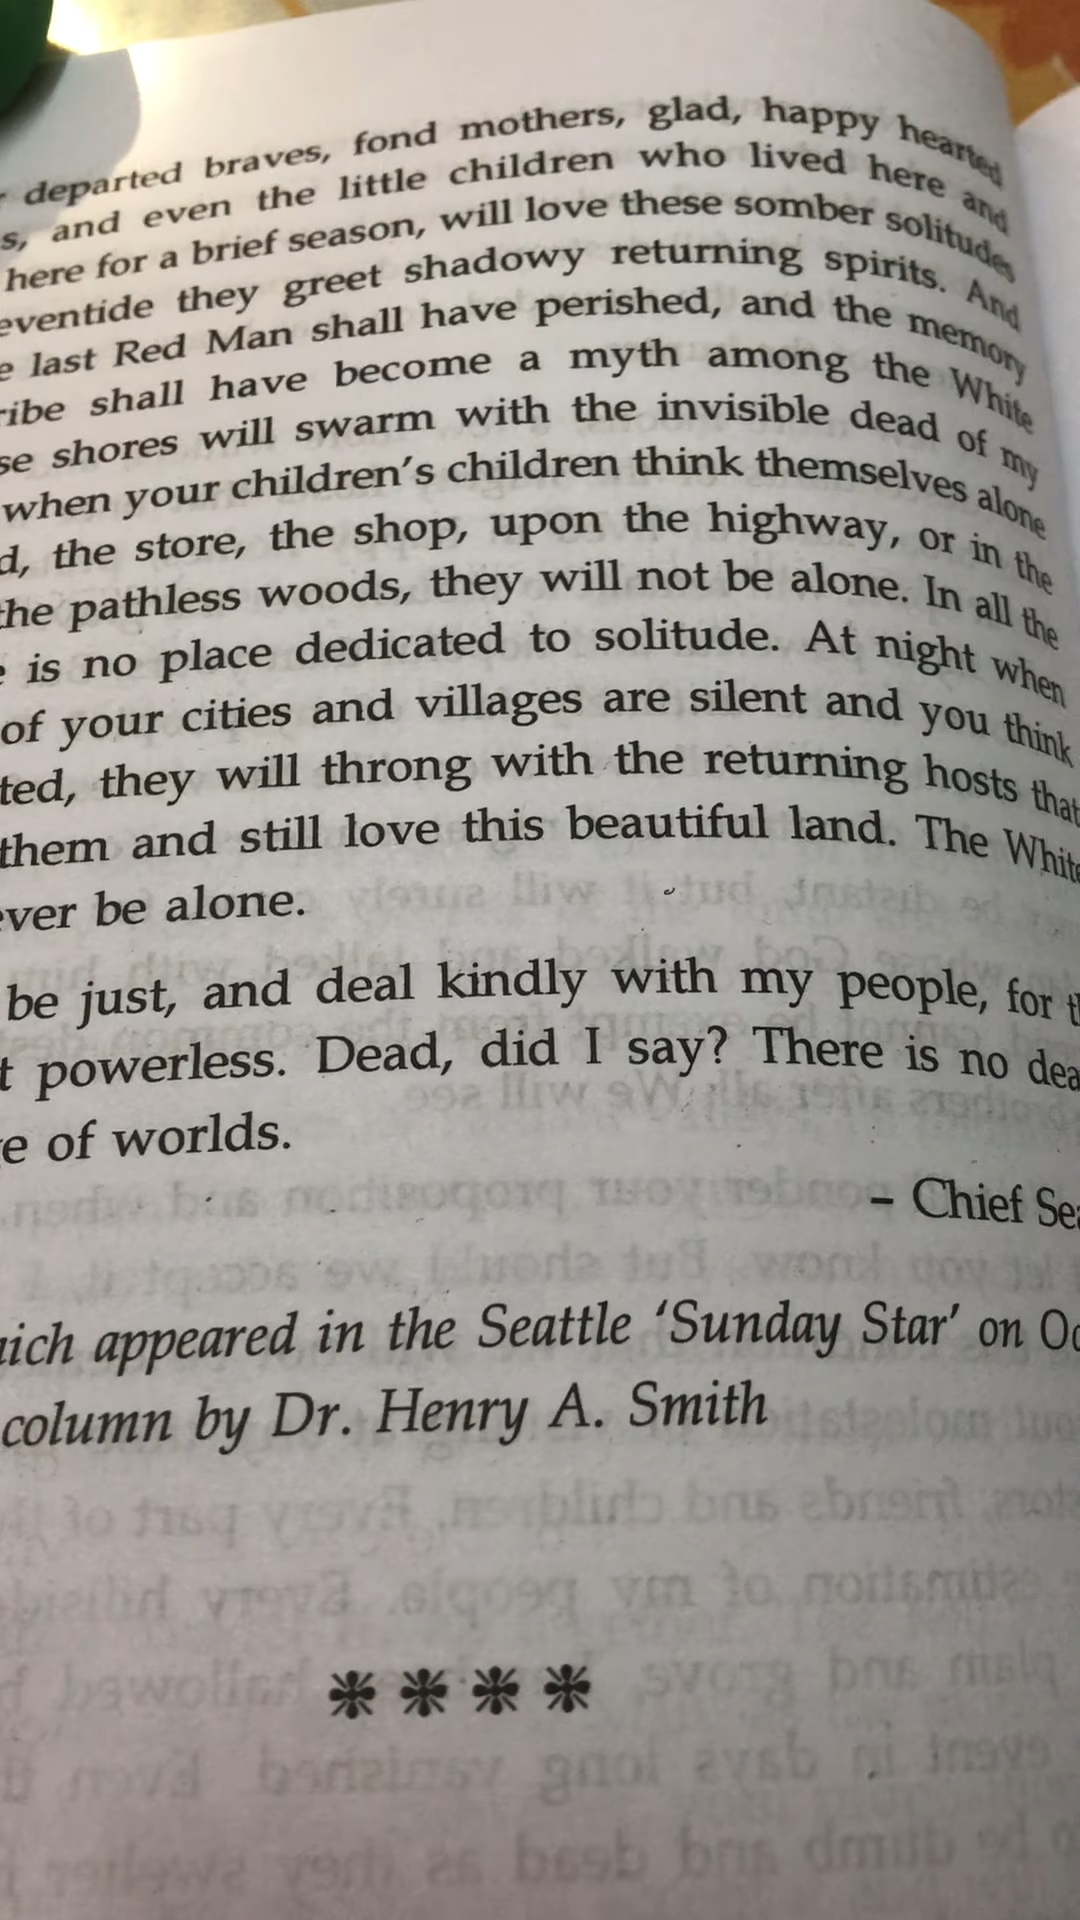 departed braves, fond mothers, glad, happy hearted
s, and even the little children who lived here and
here for a brief season, will love these somber solitudes
eventide they greet shadowy returning spirits. And
e last Red Man shall have perished, and the memory
ribe shall have become a myth among the White
se shores will swarm with the invisible dead of my
when your children's children think themselves alone
d, the store, the shop, upon the highway, or in the
the pathless woods, they will not be alone. In all the
e is no place dedicated to solitude. At night when
of your cities and villages are silent and you think
ted, they will throng with the returning hosts that
them and still love this beautiful land. The White
ever be alone.
be just, and deal kindly with my people, for t
t powerless. Dead, did I say? There is no dea
e of worlds.
– Chief Sea
ich appeared in the Seattle 'Sunday Star' on Oc
column by Dr. Henry A. Smith